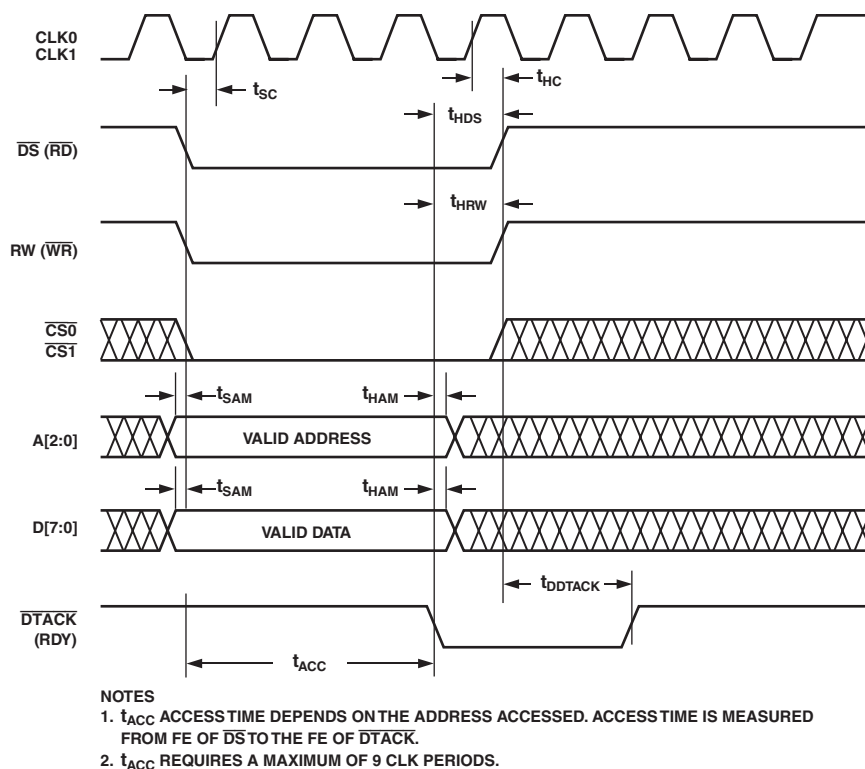 CLK0
CLK1
tSC
tHC
tHDS
DS (RD)
tHRW
RW (WR)
CS0
CS1
tSAM
tHAM
A[2:0]
VALID ADDRESS
tSAM
tHAM
D[7:0]
VALID DATA
tDDTACK
DTACK
(RDY)
tACC
NOTES
1. tACC ACCESS TIME DEPENDS ON THE ADDRESS ACCESSED. ACCESS TIME IS MEASURED
FROM FE OF DS TO THE FE OF DTACK.
2. tACC REQUIRES A MAXIMUM OF 9 CLK PERIODS.